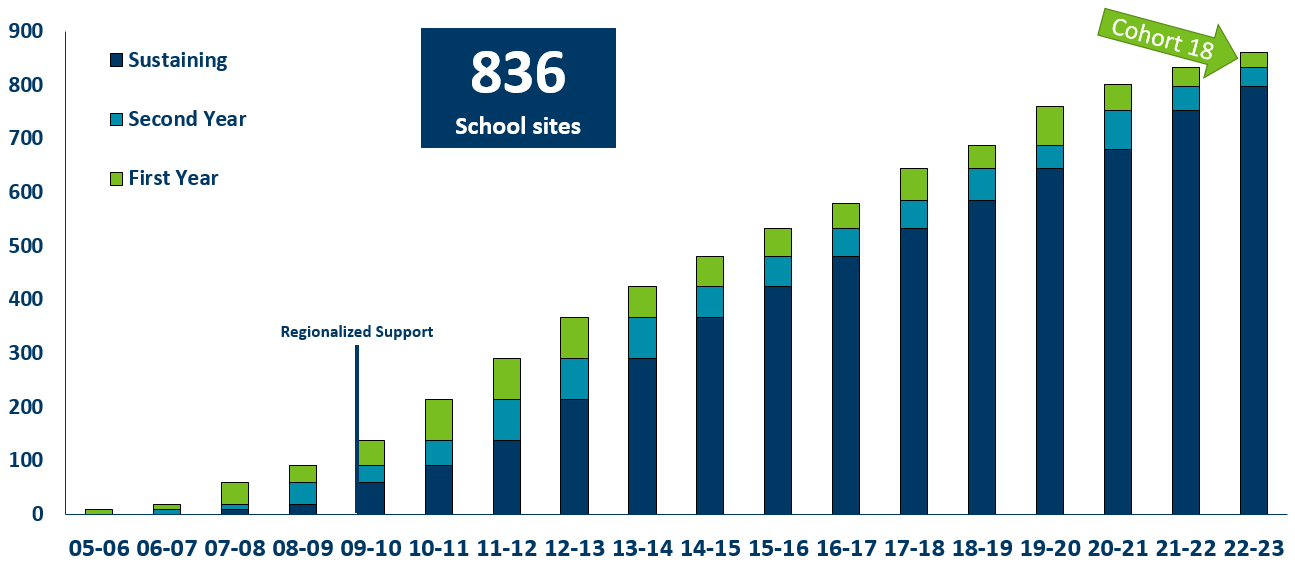 Cohort 18
900
800
700
600
500
400
300
200
100
0
Sustaining
Second Year
First Year
836
School sites
Regionalized Support
05-06 06-07 07-08 08-09 09-10 10-11 11-12 12-13 13-14 14-15 15-16 16-17 17-18 18-19 19-20 20-21 21-22 22-23